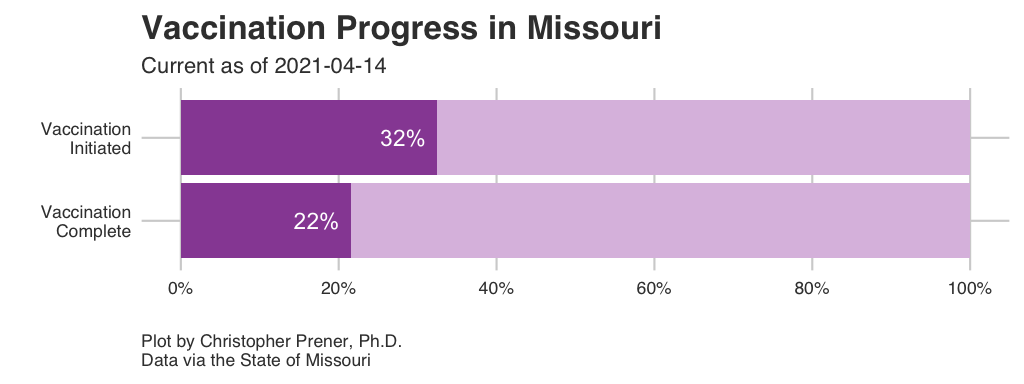 Vaccination Progress in Missouri
Current as of 2021-04-14
Vaccination
Initiated
32%
Vaccination
Complete
22%
0% 20% 40% 60% 80% 100%
Plot by Christopher Prener, Ph.D.
Data via the State of Missouri